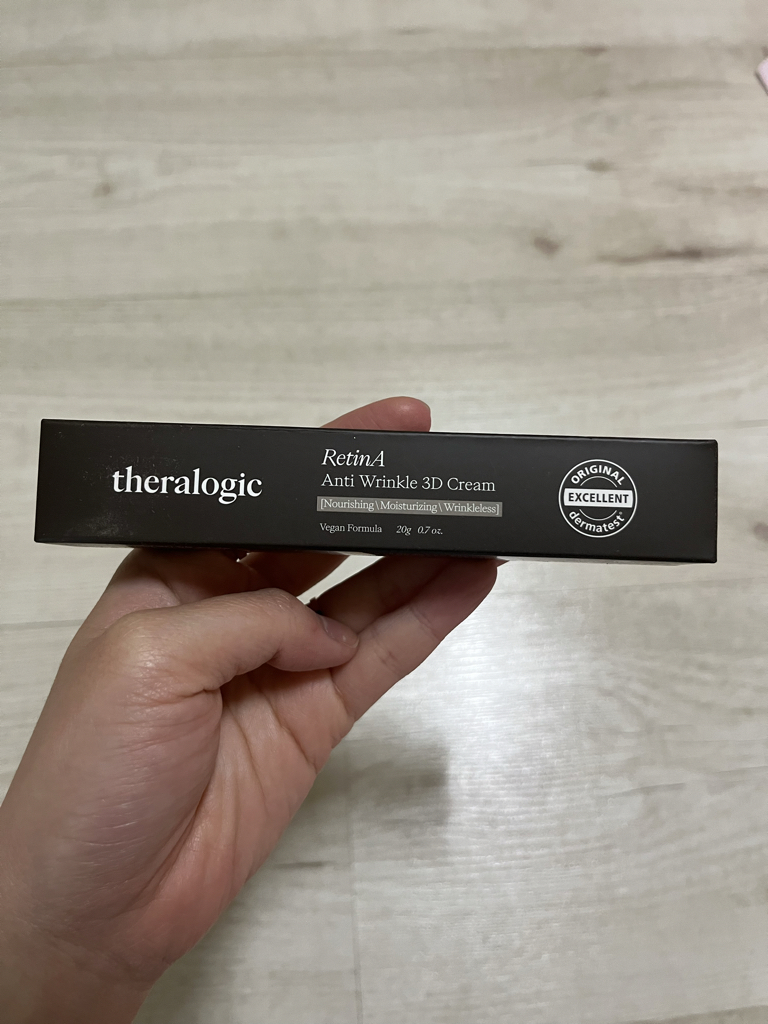 theralogic
RetinA
Anti Wrinkle 3D Cream
[Nourishing \ Moisturizing \ Wrinkleless]
Vegan Formula 20g 0.7 oz.
ORIGINAL
EXCELLENT
dermatest®